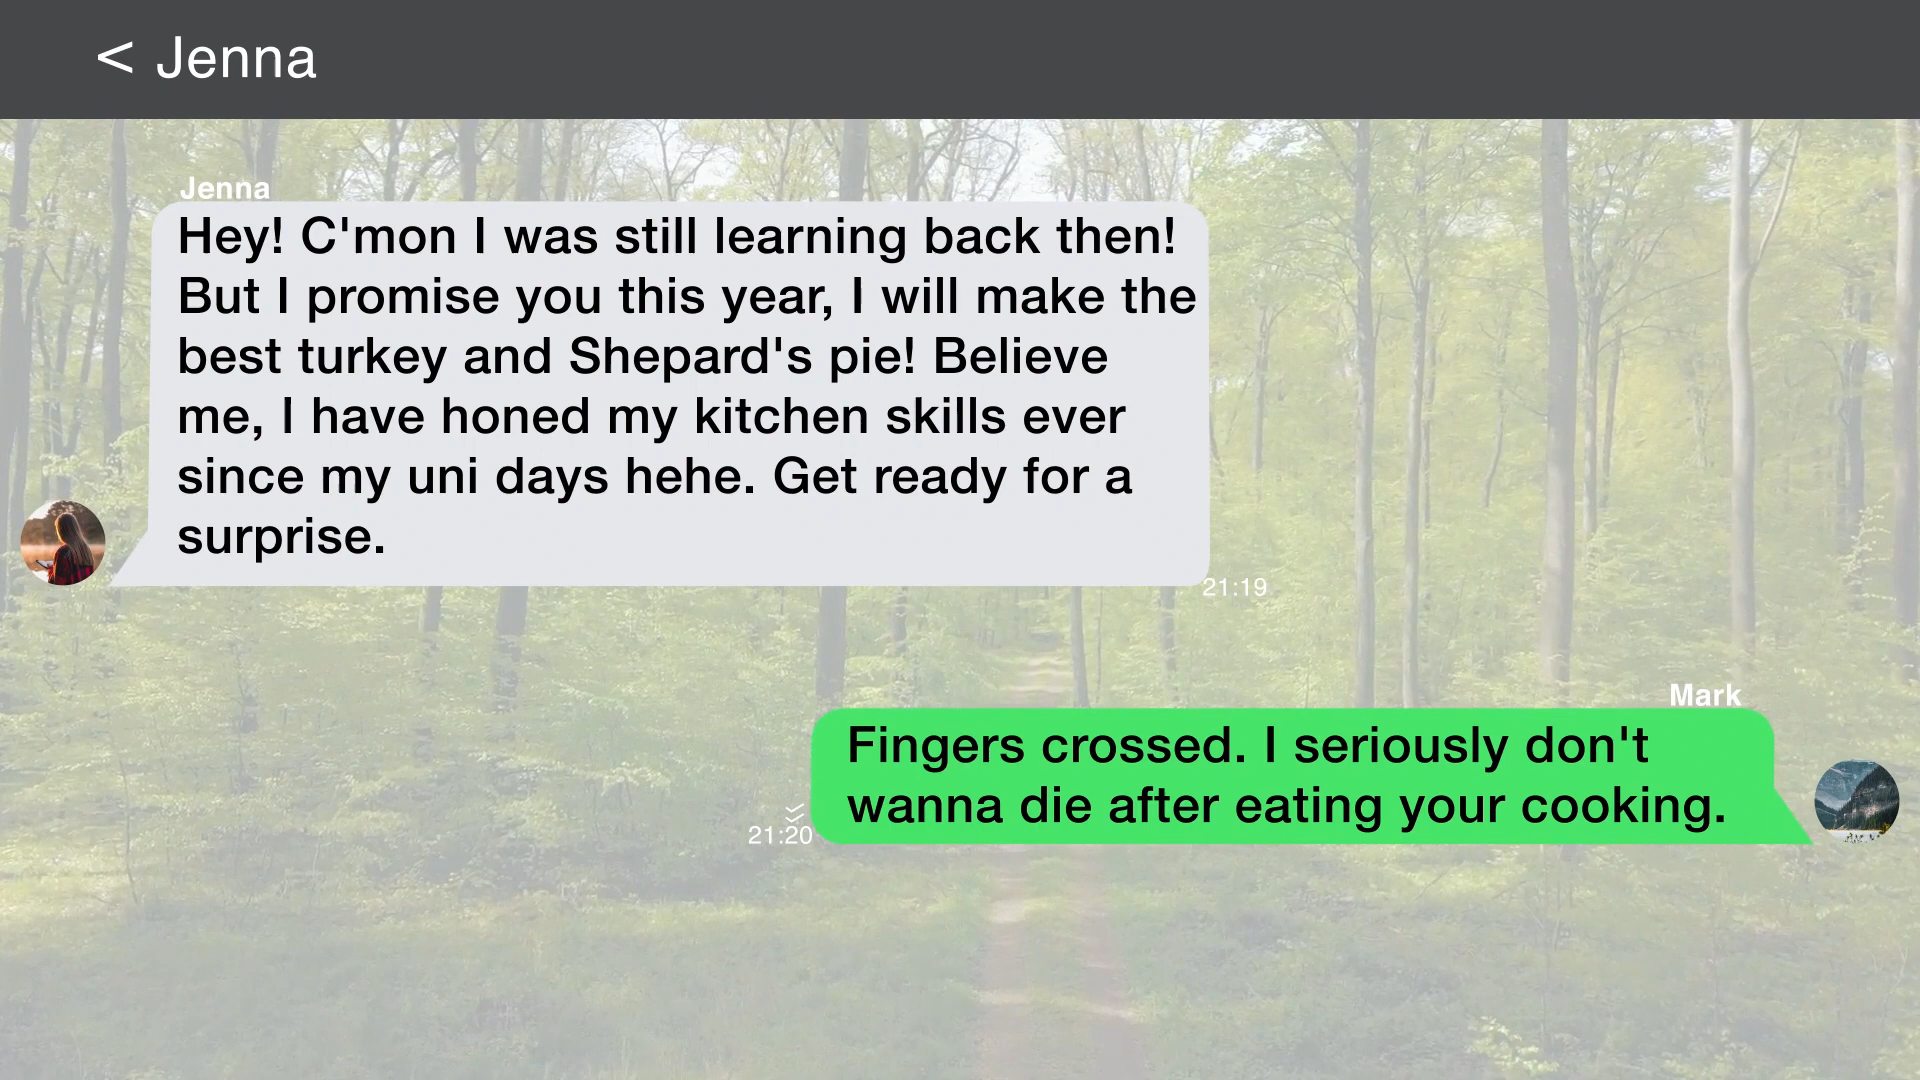 < Jenna
Jenna
Hey! C'mon I was still learning back then!
But I promise you this year, I will make the
best turkey and Shepard's pie! Believe
me, I have honed my kitchen skills ever
since my uni days hehe. Get ready for a
surprise.
21:19
Mark
Fingers crossed. I seriously don't
wanna die after eating your cooking.
21:20